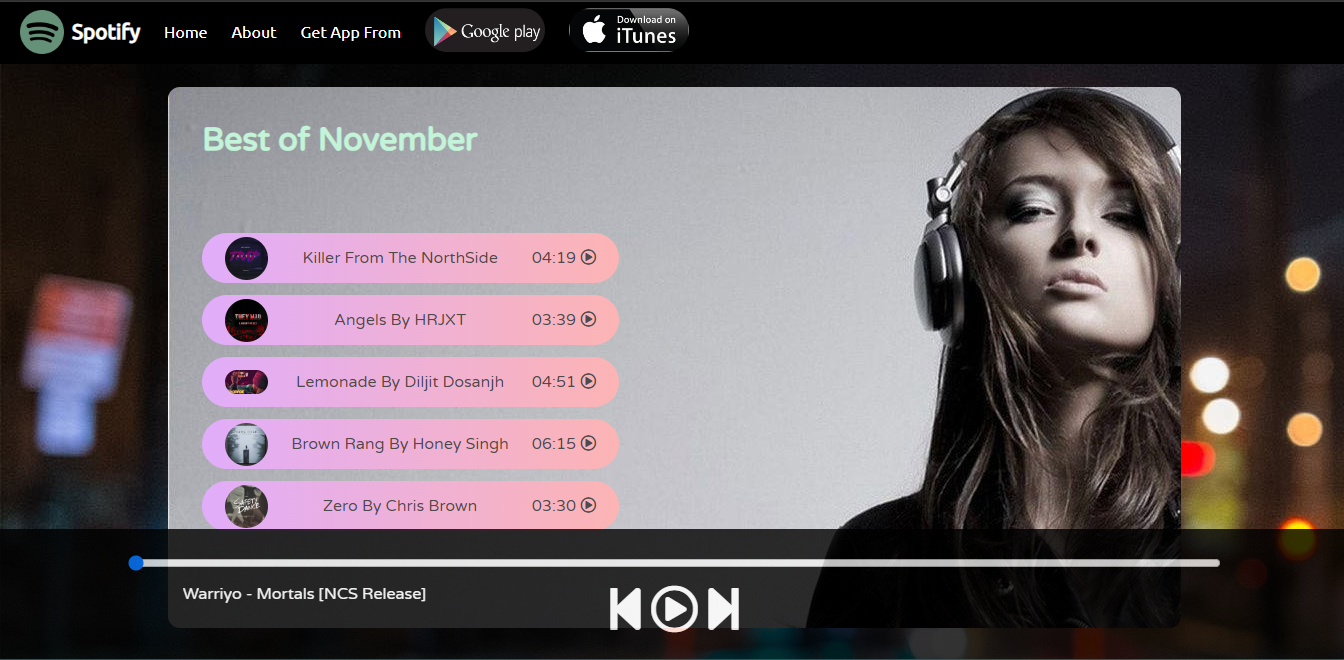 Spotify Home About Get App From Google play Download on iTunes
Best of November
Killer From The NorthSide 04:19
Angels By HRJXT 03:39
Lemonade By Diljit Dosanjh 04:51
Brown Rang By Honey Singh 06:15
SAFETY DANCE Zero By Chris Brown 03:30
Warriyo - Mortals [NCS Release]